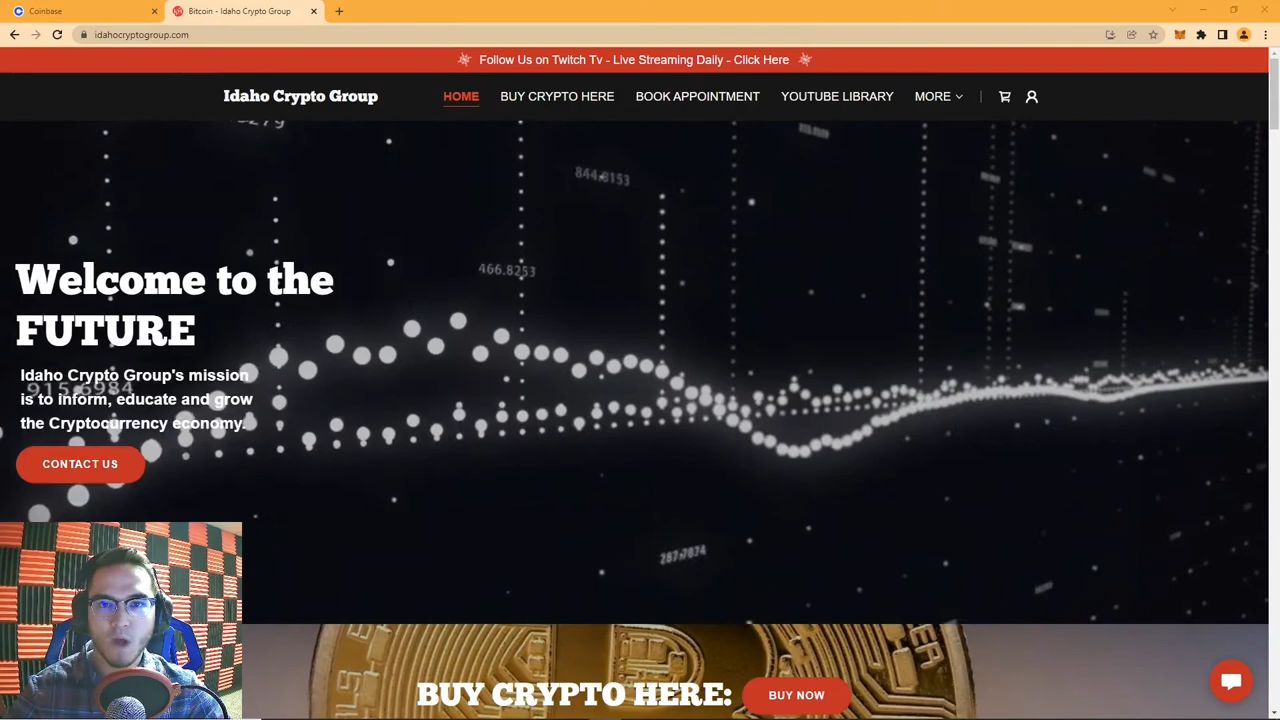 Coinbase
Bitcoin - Idaho Crypto Group
idahocryptogroup.com
Follow Us on Twitch Tv - Live Streaming Daily - Click Here
Idaho Crypto Group
HOME
BUY CRYPTO HERE
BOOK APPOINTMENT
YOUTUBE LIBRARY
MORE
844.8153
466.8253
Welcome to the
FUTURE
915.6984
Idaho Crypto Group's mission
is to inform, educate and grow
the Cryptocurrency economy.
CONTACT US
287.7874
BUY CRYPTO HERE:
BUY NOW